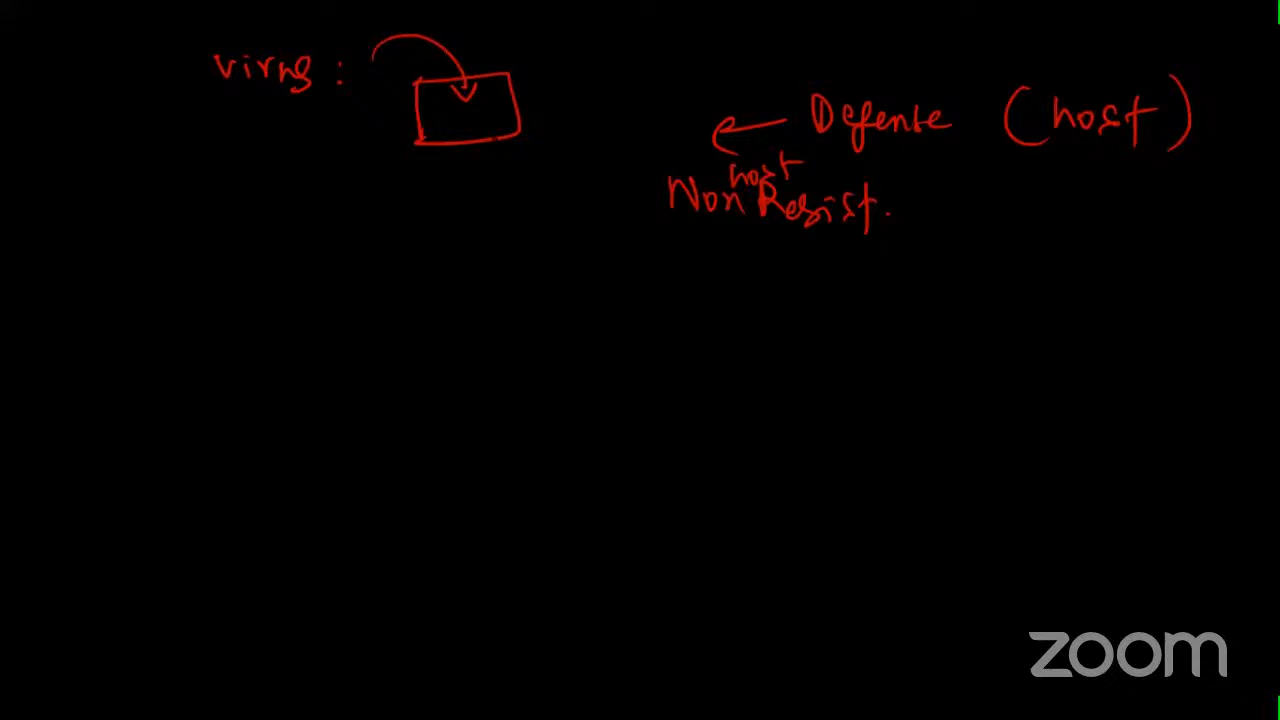 Virus :
← Defense (host)
Non host Resist.
zoom